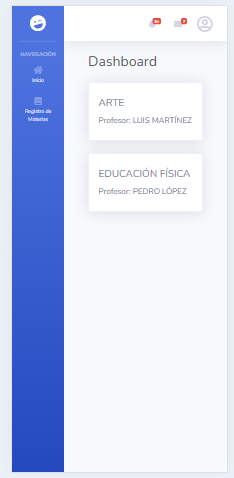 NAVEGACIÓN
Inicio
Registro de
Materias
Dashboard
ARTE
Profesor: LUIS MARTÍNEZ
EDUCACIÓN FÍSICA
Profesor: PEDRO LÓPEZ